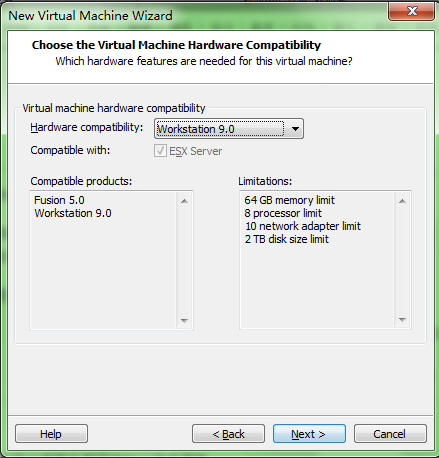 New Virtual Machine Wizard
Choose the Virtual Machine Hardware Compatibility
Which hardware features are needed for this virtual machine?
Virtual machine hardware compatibility
Hardware compatibility: Workstation 9.0
Compatible with: ESX Server
Compatible products:
Fusion 5.0
Workstation 9.0
Limitations:
64 GB memory limit
8 processor limit
10 network adapter limit
2 TB disk size limit
Help < Back Next > Cancel